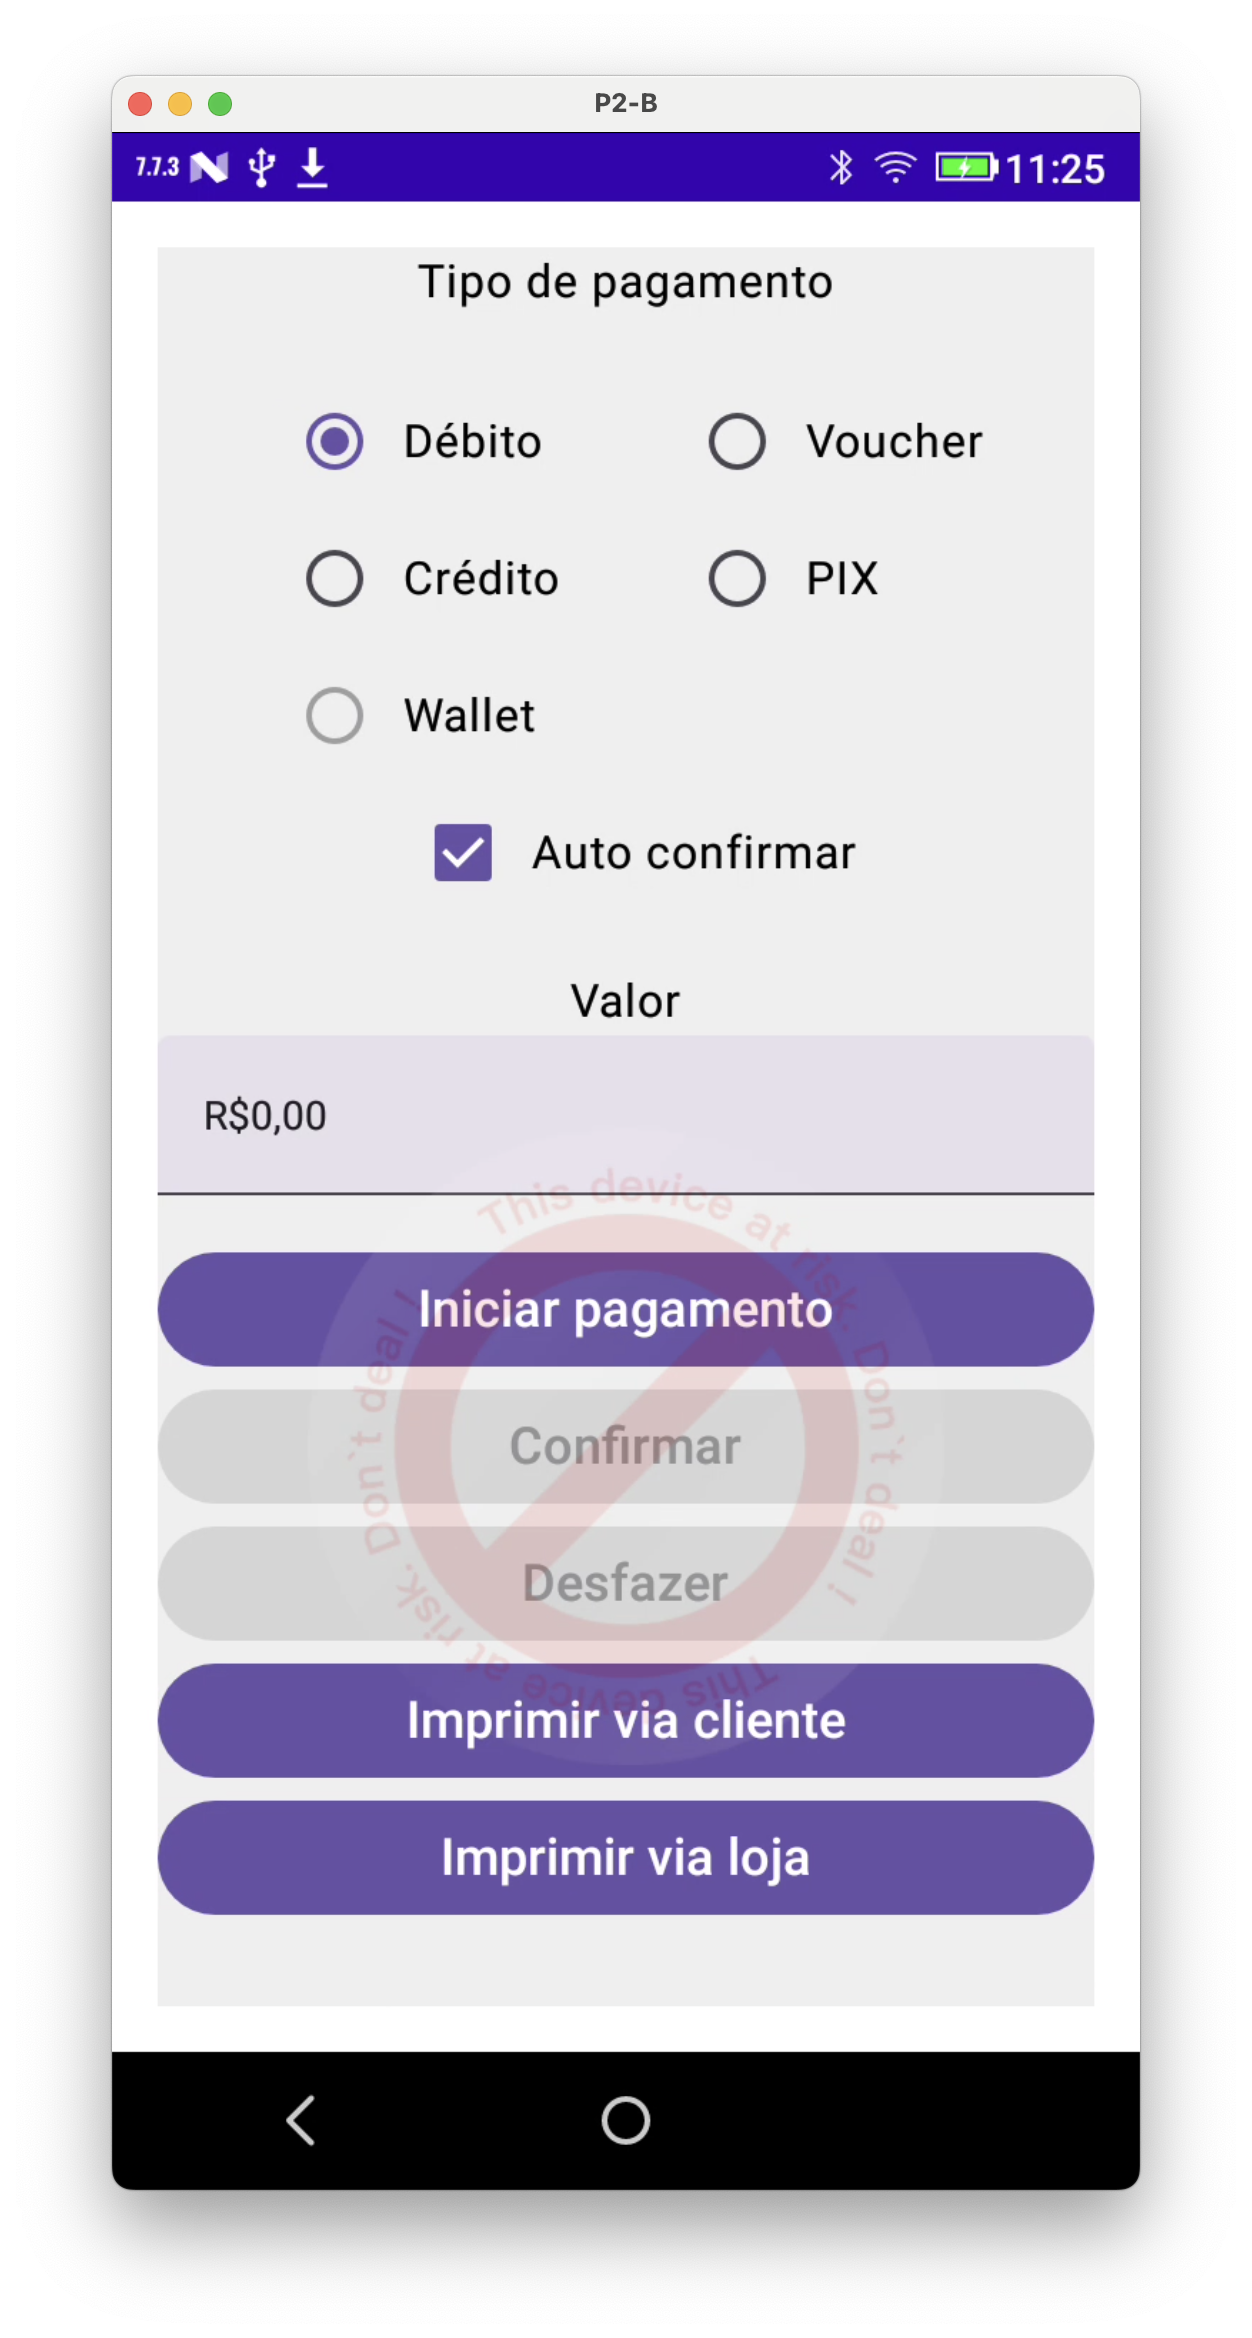 P2-B
7.7.3 11:25
Tipo de pagamento
Débito Voucher
Crédito PIX
Wallet
Auto confirmar
Valor
R$0,00
This device at risk. Don`t deal !
This device at risk. Don`t deal !
Iniciar pagamento
Confirmar
Desfazer
Imprimir via cliente
Imprimir via loja